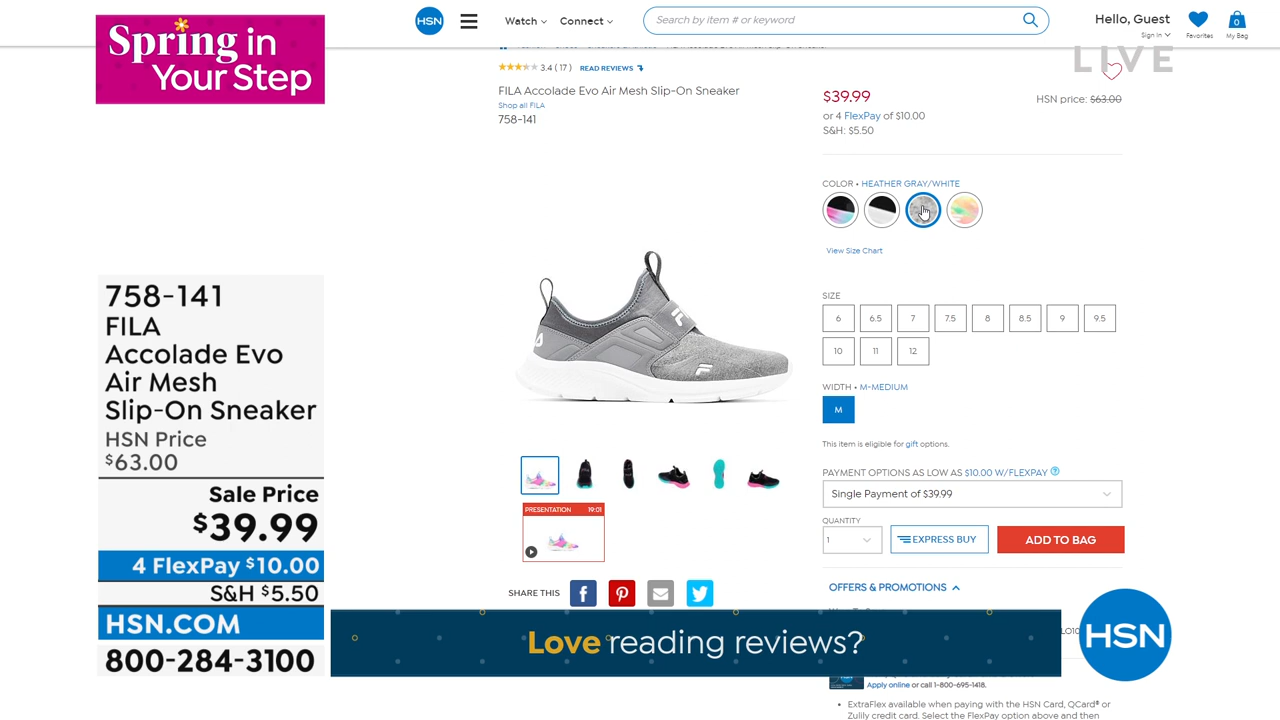 Spring in
Your Step
HSN
Watch
Connect
Search by item # or keyword
Hello, Guest
Sign In
Favorites
0
My Bag
LIVE
3.4 ( 17 )
READ REVIEWS
FILA Accolade Evo Air Mesh Slip-On Sneaker
Shop all FILA
758-141
$39.99
HSN price: $63.00
or 4 FlexPay of $10.00
S&H: $5.50
COLOR • HEATHER GRAY/WHITE
View Size Chart
SIZE
6
6.5
7
7.5
8
8.5
9
9.5
10
11
12
WIDTH • M-MEDIUM
M
This item is eligible for gift options.
PAYMENT OPTIONS AS LOW AS $10.00 W/FLEXPAY
Single Payment of $39.99
QUANTITY
1
EXPRESS BUY
ADD TO BAG
OFFERS & PROMOTIONS
PRESENTATION 19:01
SHARE THIS
758-141
FILA
Accolade Evo
Air Mesh
Slip-On Sneaker
HSN Price
$63.00
Sale Price
$39.99
4 FlexPay $10.00
S&H $5.50
HSN.COM
800-284-3100
Love reading reviews?
HSN
Apply online or call 1-800-695-1418.
• ExtraFlex available when paying with the HSN Card, QCard® or
Zulily credit card. Select the FlexPay option above and then